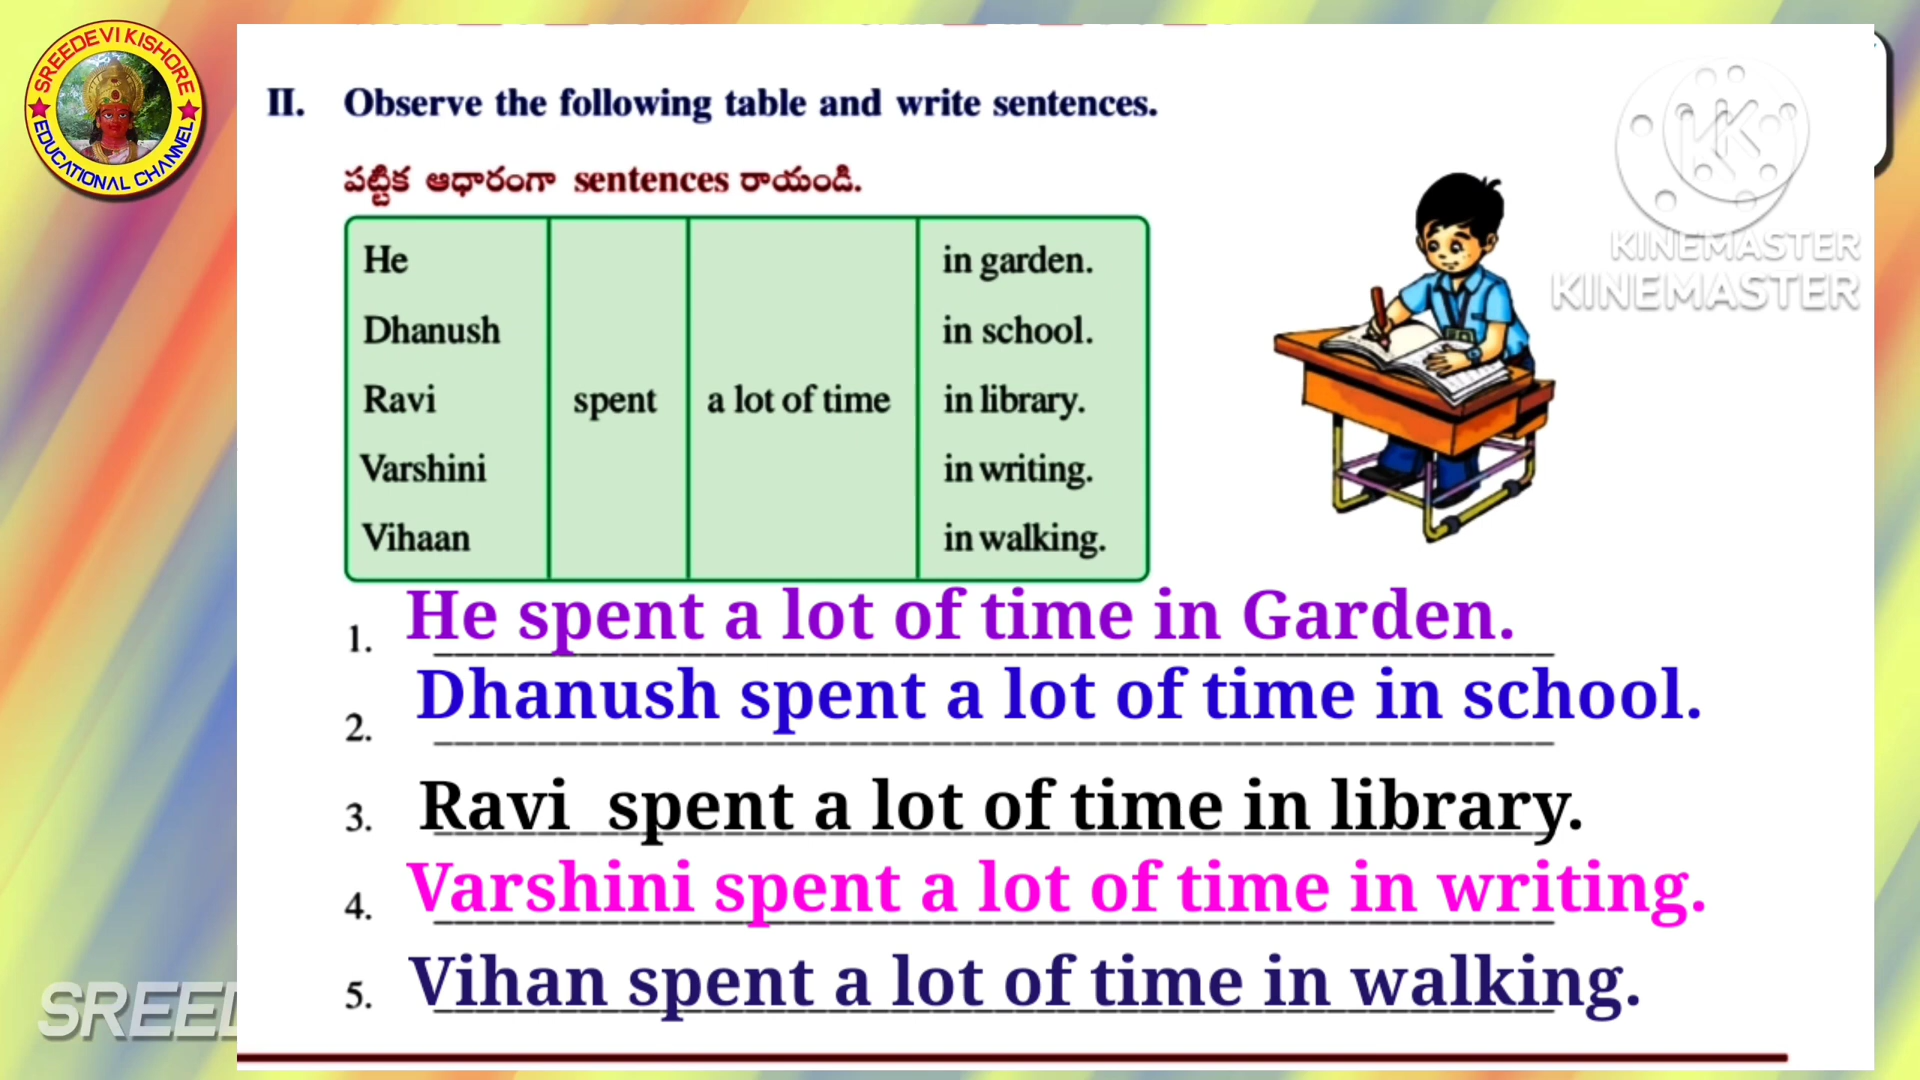 SREEDEVI KISHORE
EDUCATIONAL CHANNEL
II. Observe the following table and write sentences.
పట్టిక ఆధారంగా sentences రాయండి.
KINEMASTER
KINEMASTER
He in garden.
Dhanush in school.
Ravi spent a lot of time in library.
Varshini in writing.
Vihaan in walking.
1. He spent a lot of time in Garden.
2. Dhanush spent a lot of time in school.
3. Ravi spent a lot of time in library.
4. Varshini spent a lot of time in writing.
5. Vihan spent a lot of time in walking.